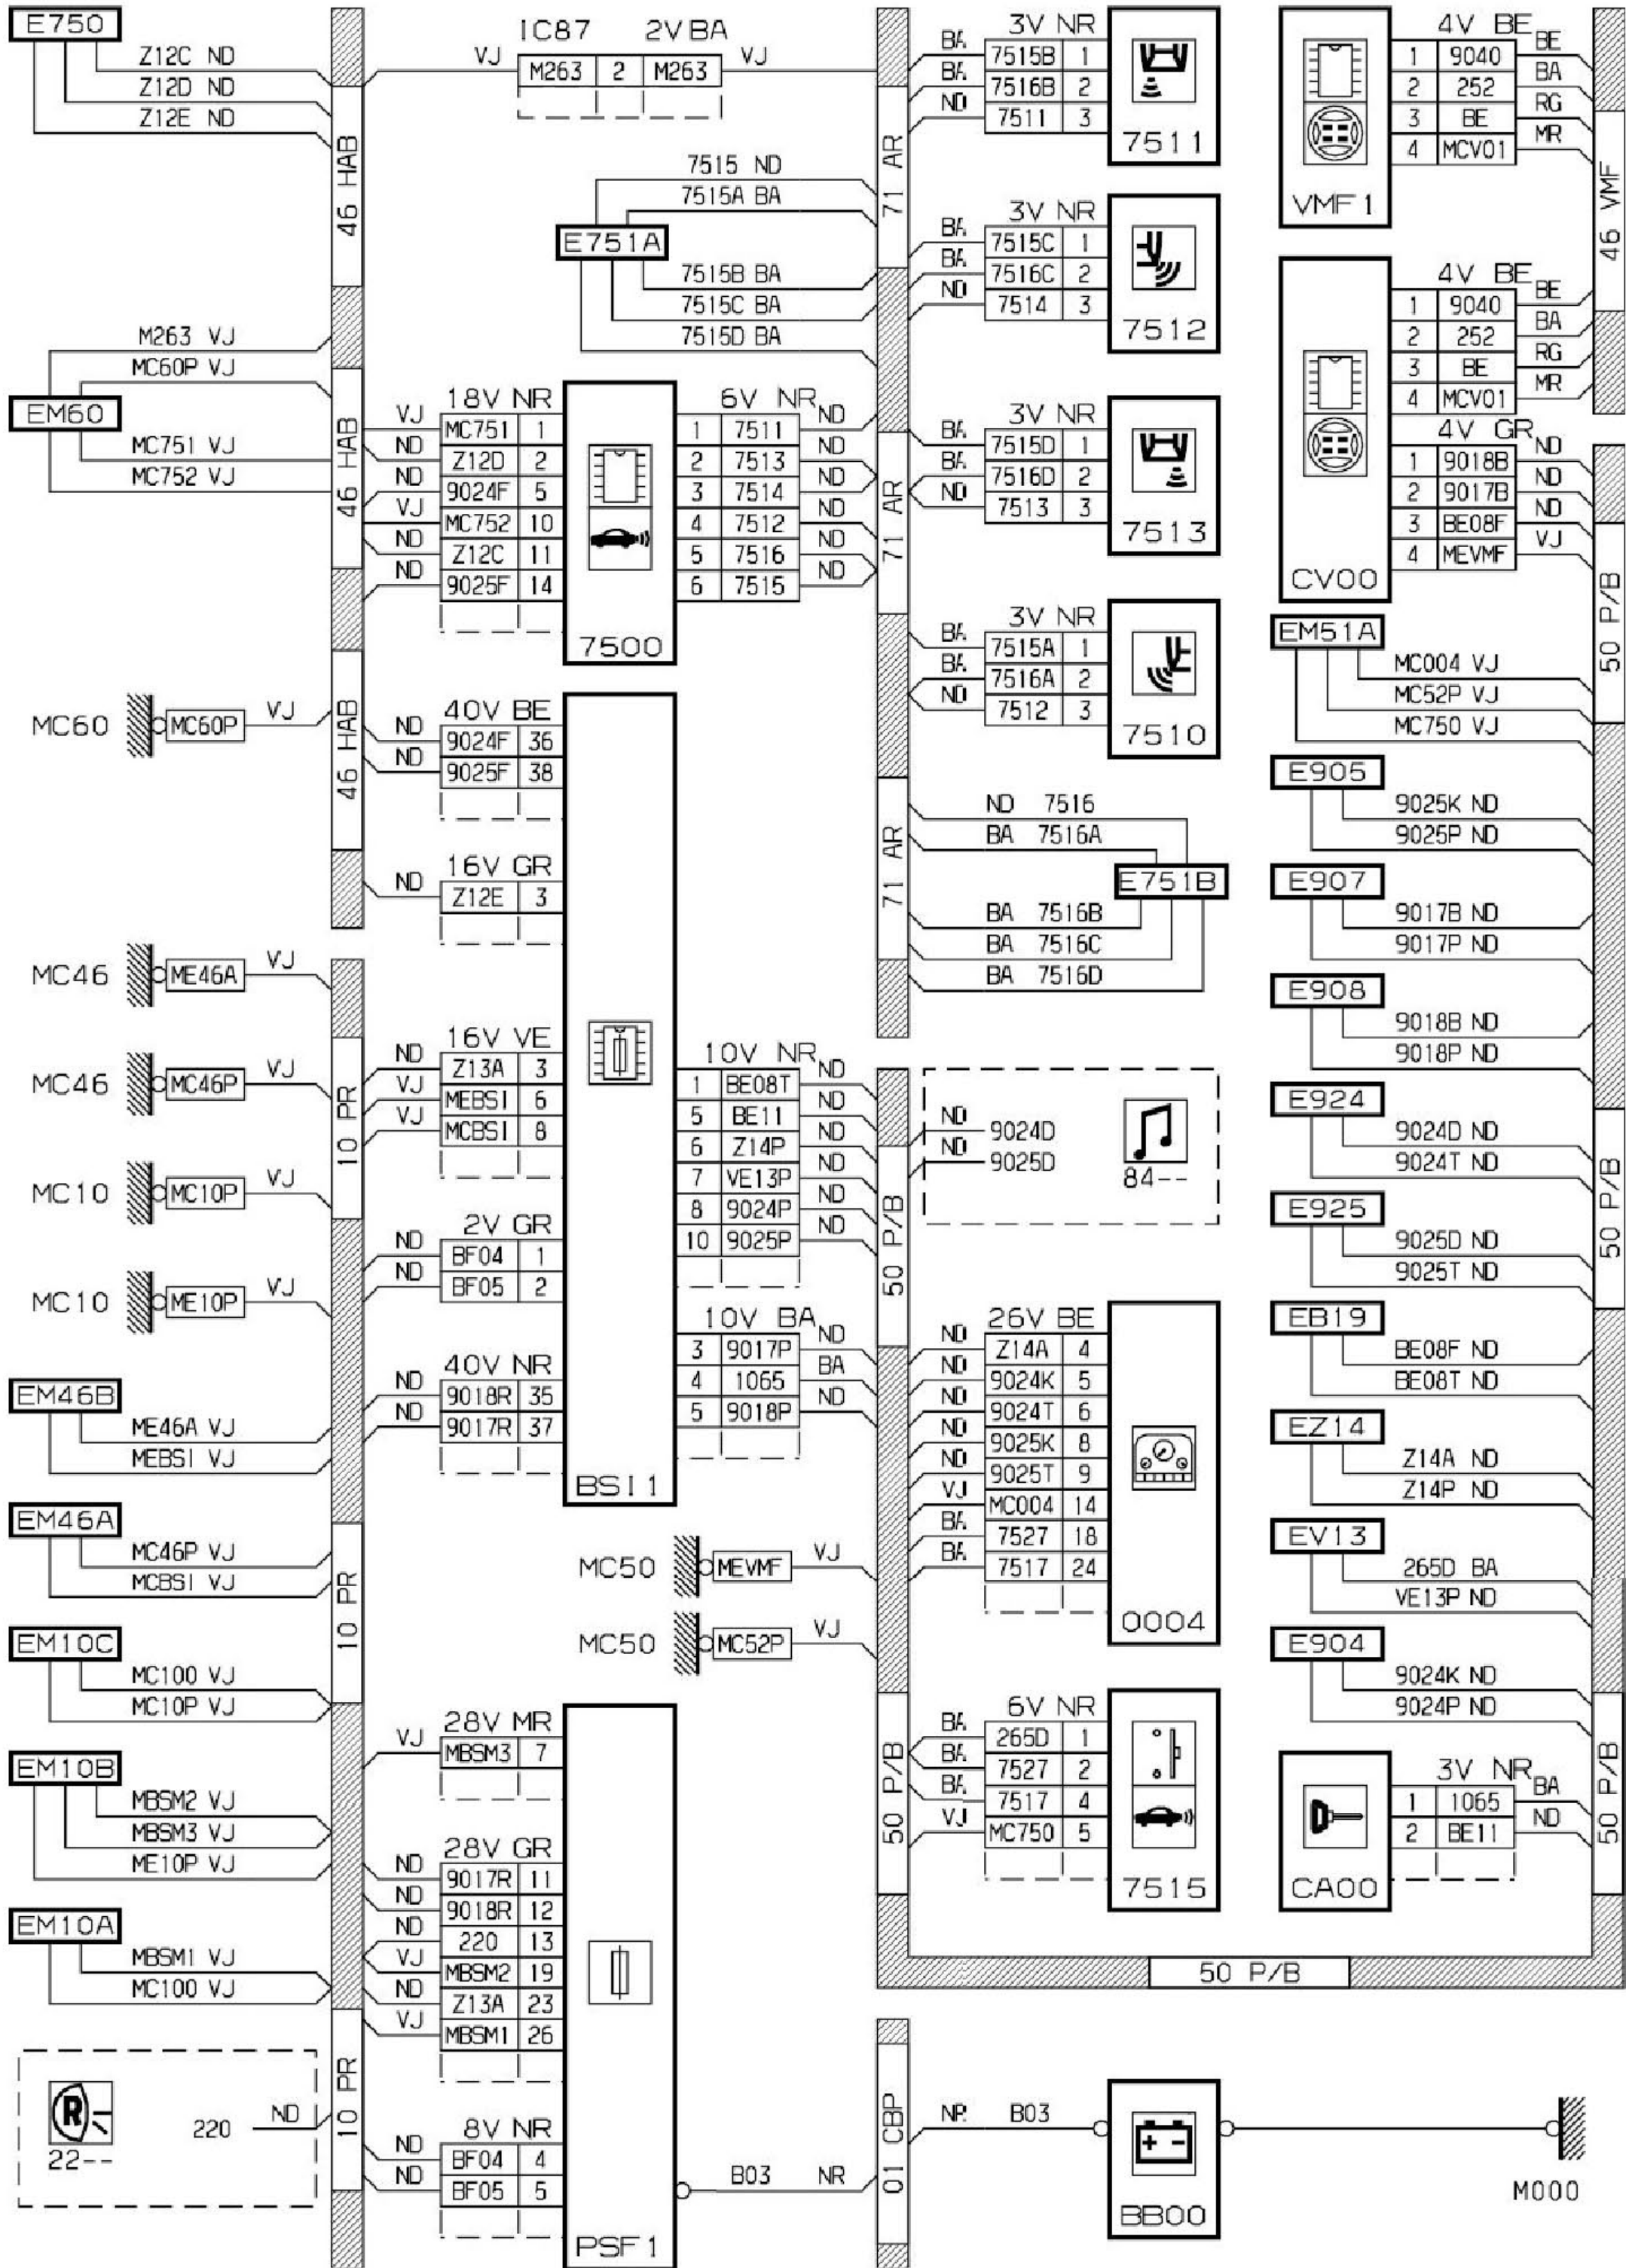 E750
Z12C ND
Z12D ND
Z12E ND
46 HAB
M263 VJ
MC60P VJ
EM60
MC751 VJ
MC752 VJ
46 HAB
MC60
MC60P
VJ
46 HAB
MC46
ME46A
VJ
MC46
MC46P
VJ
10 PR
MC10
MC10P
VJ
MC10
ME10P
VJ
EM46B
ME46A VJ
MEBSI VJ
EM46A
MC46P VJ
MCBSI VJ
10 PR
EM10C
MC100 VJ
MC10P VJ
EM10B
MBSM2 VJ
MBSM3 VJ
ME10P VJ
EM10A
MBSM1 VJ
MC100 VJ
10 PR
R
220
ND
22--
IC87 2V BA
VJ M263 2 M263 VJ
7515 ND
7515A BA
E751A
7515B BA
7515C BA
7515D BA
18V NR
VJ MC751 1
ND Z12D 2
ND 9024F 5
VJ MC752 10
ND Z12C 11
ND 9025F 14
6V NR
1 7511 ND
2 7513 ND
3 7514 ND
4 7512 ND
5 7516 ND
6 7515 ND
7500
40V BE
ND 9024F 36
ND 9025F 38
16V GR
ND Z12E 3
16V VE
ND Z13A 3
VJ MEBSI 6
VJ MCBSI 8
2V GR
ND BF04 1
ND BF05 2
40V NR
ND 9018R 35
ND 9017R 37
10V NR
1 BE08T ND
5 BE11 ND
6 Z14P ND
7 VE13P ND
8 9024P ND
10 9025P ND
10V BA
3 9017P ND
4 1065 BA
5 9018P ND
BSI1
MC50
MEVMF
VJ
MC50
MC52P
VJ
28V MR
VJ MBSM3 7
28V GR
ND 9017R 11
ND 9018R 12
ND 220 13
VJ MBSM2 19
ND Z13A 23
VJ MBSM1 26
8V NR
ND BF04 4
ND BF05 5
PSF1
B03 NR
71 AR
71 AR
71 AR
50 P/B
50 P/B
01 CBP
3V NR
BA 7515B 1
BA 7516B 2
ND 7511 3
7511
3V NR
BA 7515C 1
BA 7516C 2
ND 7514 3
7512
3V NR
BA 7515D 1
BA 7516D 2
ND 7513 3
7513
3V NR
BA 7515A 1
BA 7516A 2
ND 7512 3
7510
ND 7516
BA 7516A
E751B
BA 7516B
BA 7516C
BA 7516D
ND 9024D
ND 9025D
84--
26V BE
ND Z14A 4
ND 9024K 5
ND 9024T 6
ND 9025K 8
ND 9025T 9
VJ MC004 14
BA 7527 18
BA 7517 24
0004
6V NR
BA 265D 1
BA 7527 2
BA 7517 4
VJ MC750 5
7515
50 P/B
NR B03
+ -
BB00
M000
4V BE
1 9040 BE
2 252 BA
3 BE RG
4 MCV01 MR
VMF1
46 VMF
4V BE
1 9040 BE
2 252 BA
3 BE RG
4 MCV01 MR
4V GR
1 9018B ND
2 9017B ND
3 BE08F ND
4 MEVMF VJ
CV00
50 P/B
EM51A
MC004 VJ
MC52P VJ
MC750 VJ
E905
9025K ND
9025P ND
E907
9017B ND
9017P ND
E908
9018B ND
9018P ND
E924
9024D ND
9024T ND
50 P/B
E925
9025D ND
9025T ND
EB19
BE08F ND
BE08T ND
EZ14
Z14A ND
Z14P ND
EV13
265D BA
VE13P ND
E904
9024K ND
9024P ND
50 P/B
3V NR
1 1065 BA
2 BE11 ND
CA00